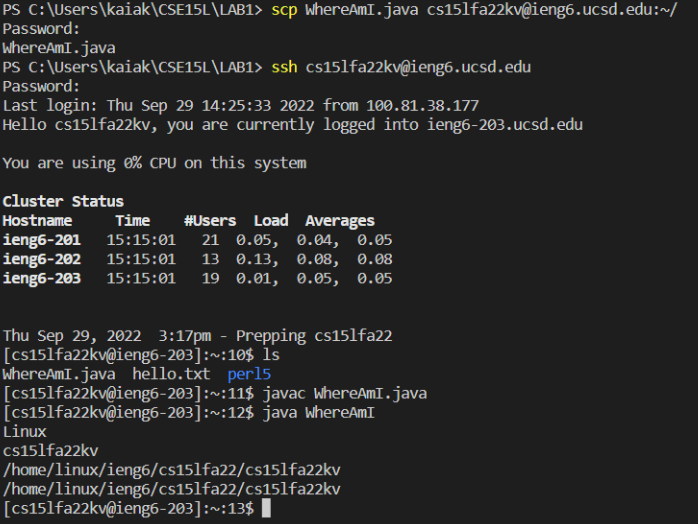 PS C:\Users\kaiak\CSE15L\LAB1> scp WhereAmI.java cs15lfa22kv@ieng6.ucsd.edu:~/
Password:
WhereAmI.java
PS C:\Users\kaiak\CSE15L\LAB1> ssh cs15lfa22kv@ieng6.ucsd.edu
Password:
Last login: Thu Sep 29 14:25:33 2022 from 100.81.38.177
Hello cs15lfa22kv, you are currently logged into ieng6-203.ucsd.edu
You are using 0% CPU on this system
Cluster Status
Hostname     Time    #Users  Load  Averages
ieng6-201   15:15:01   21  0.05,  0.04,  0.05
ieng6-202   15:15:01   13  0.13,  0.08,  0.08
ieng6-203   15:15:01   19  0.01,  0.05,  0.05
Thu Sep 29, 2022  3:17pm - Prepping cs15lfa22
[cs15lfa22kv@ieng6-203]:~:10$ ls
WhereAmI.java  hello.txt  perl5
[cs15lfa22kv@ieng6-203]:~:11$ javac WhereAmI.java
[cs15lfa22kv@ieng6-203]:~:12$ java WhereAmI
Linux
cs15lfa22kv
/home/linux/ieng6/cs15lfa22/cs15lfa22kv
/home/linux/ieng6/cs15lfa22/cs15lfa22kv
[cs15lfa22kv@ieng6-203]:~:13$